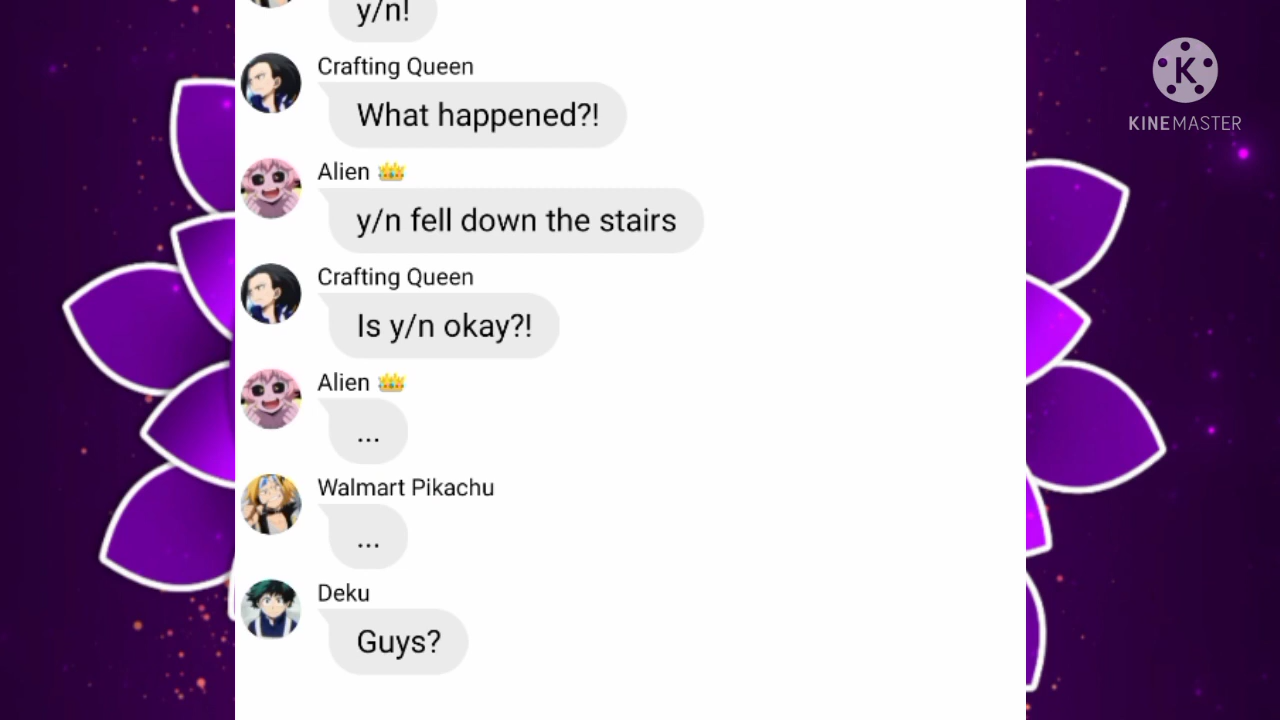 y/n!
Crafting Queen
What happened?!
Alien 👑
y/n fell down the stairs
Crafting Queen
Is y/n okay?!
Alien 👑
...
Walmart Pikachu
...
Deku
Guys?
K
KINEMASTER